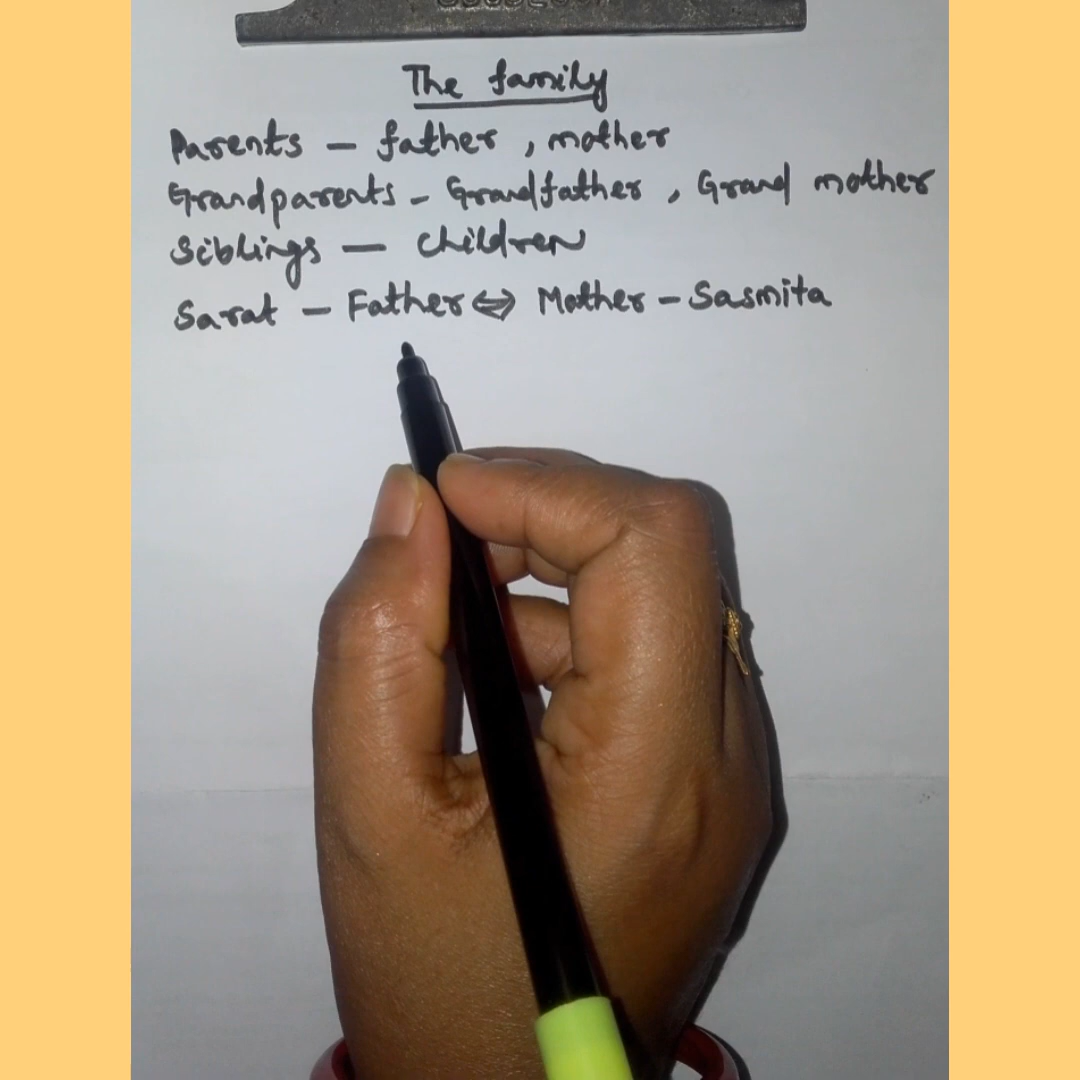 The family
Parents – father , mother
Grandparents – Grandfather , Grand mother
Siblings – children
Sarat – Father ⇔ Mother – Sasmita